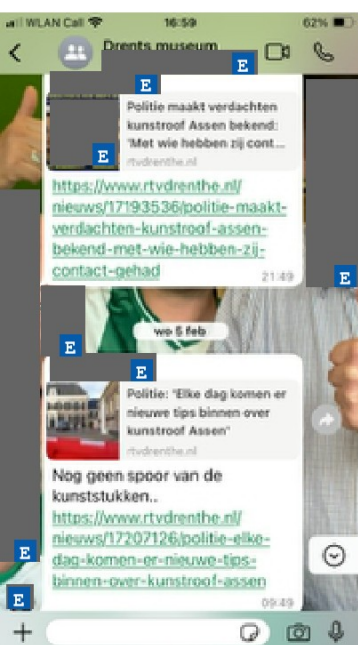 WLAN Call
16:59
62%
Drents museum
E
E
Politie maakt verdachten
kunstroof Assen bekend:
'Met wie hebben zij cont...
E
rtvdrenthe.nl
https://www.rtvdrenthe.nl/
nieuws/17193536/politie-maakt-
verdachten-kunstroof-assen-
bekend-met-wie-hebben-zij-
contact-gehad
21:49
E
wo 5 feb
E
E
Politie: "Elke dag komen er
nieuwe tips binnen over
kunstroof Assen"
rtvdrenthe.nl
Nog geen spoor van de
kunststukken..
https://www.rtvdrenthe.nl/
nieuws/17207126/politie-elke-
dag-komen-er-nieuwe-tips-
binnen-over-kunstroof-assen
E
E
09:49